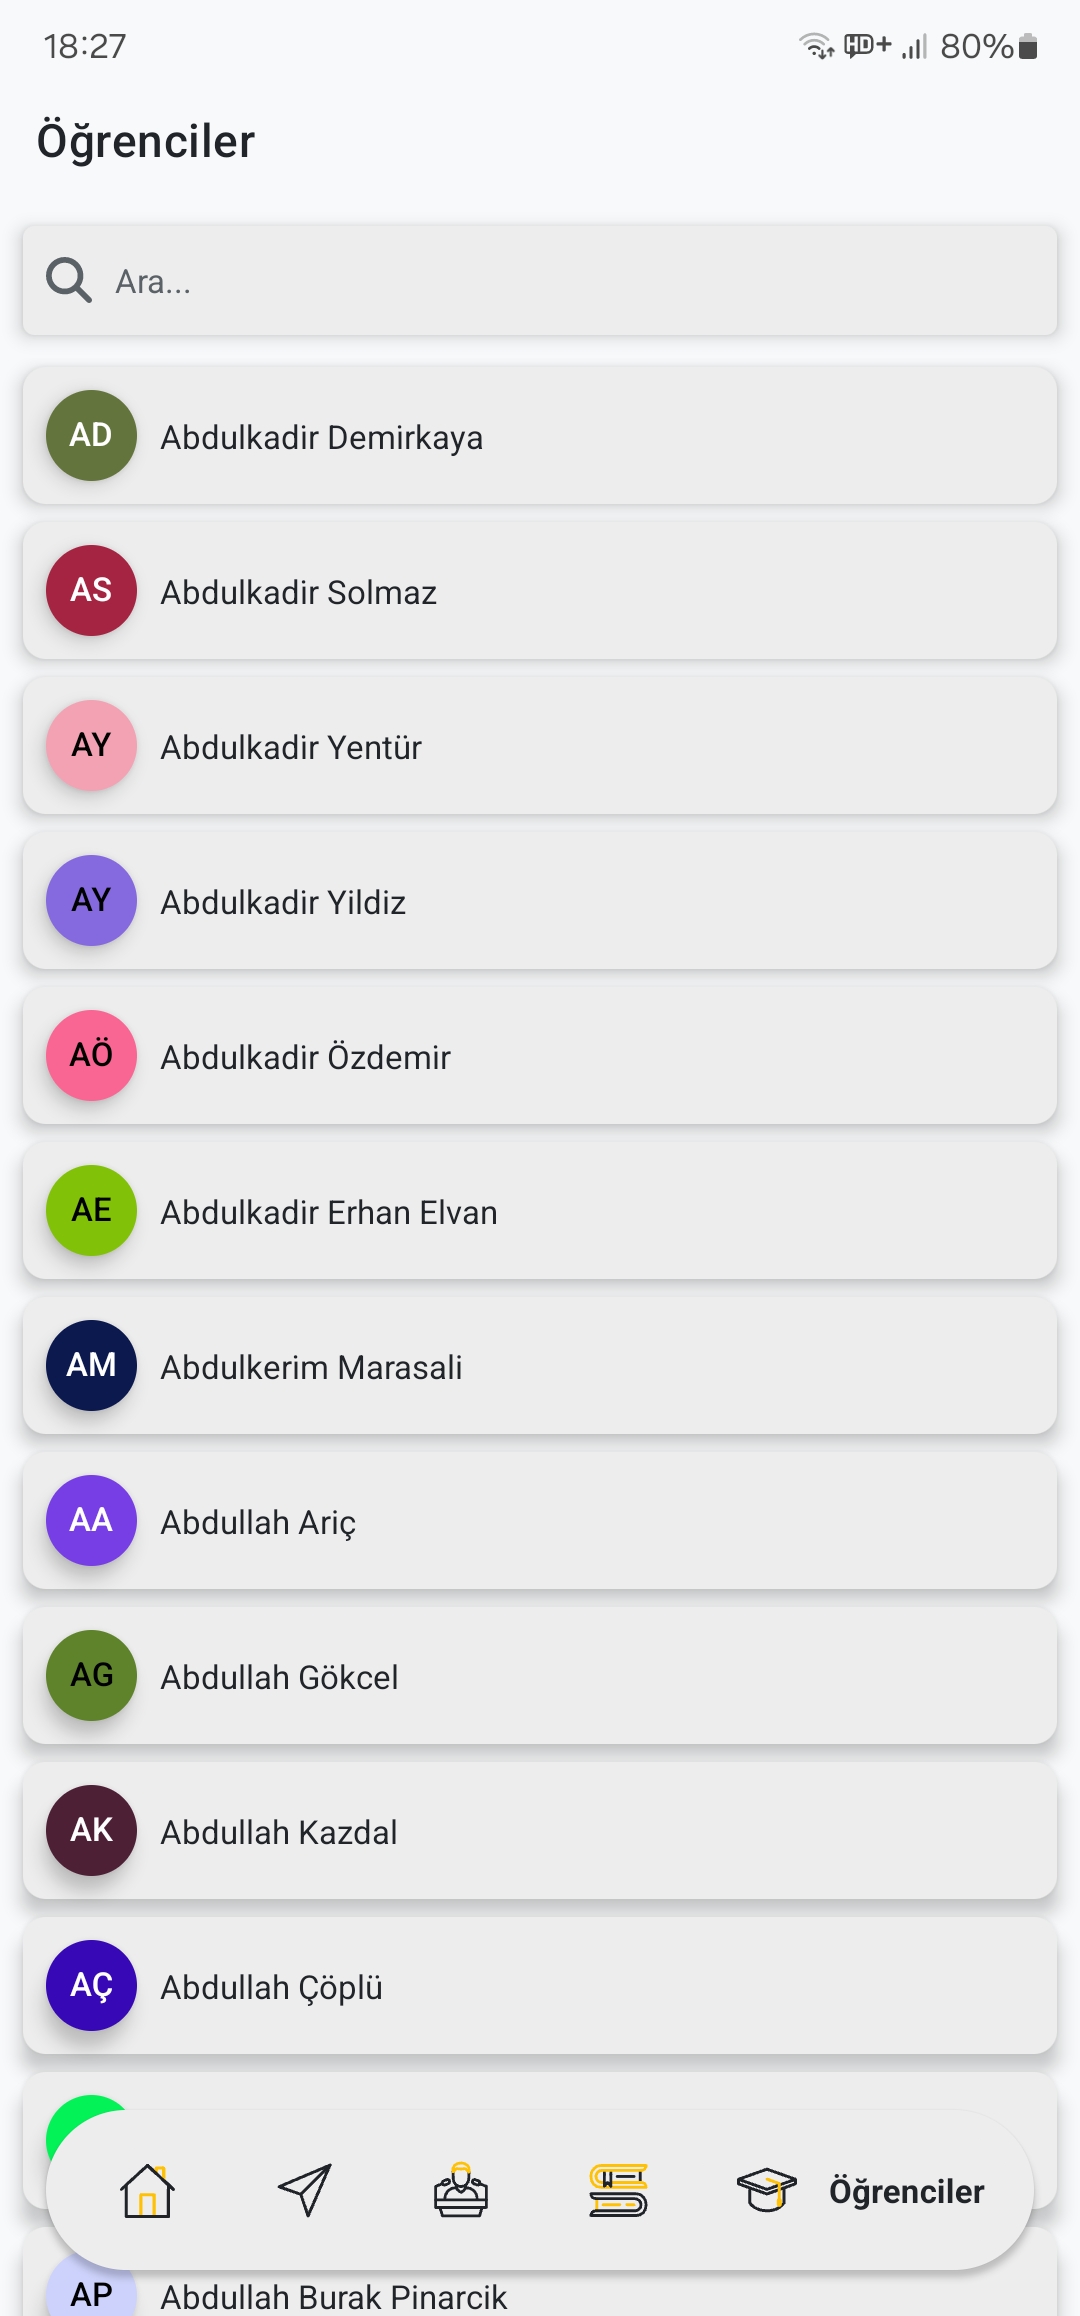 18:27
80%
Öğrenciler
Ara...
AD Abdulkadir Demirkaya
AS Abdulkadir Solmaz
AY Abdulkadir Yentür
AY Abdulkadir Yildiz
AÖ Abdulkadir Özdemir
AE Abdulkadir Erhan Elvan
AM Abdulkerim Marasali
AA Abdullah Ariç
AG Abdullah Gökcel
AK Abdullah Kazdal
AÇ Abdullah Çöplü
Öğrenciler
AP Abdullah Burak Pinarcik